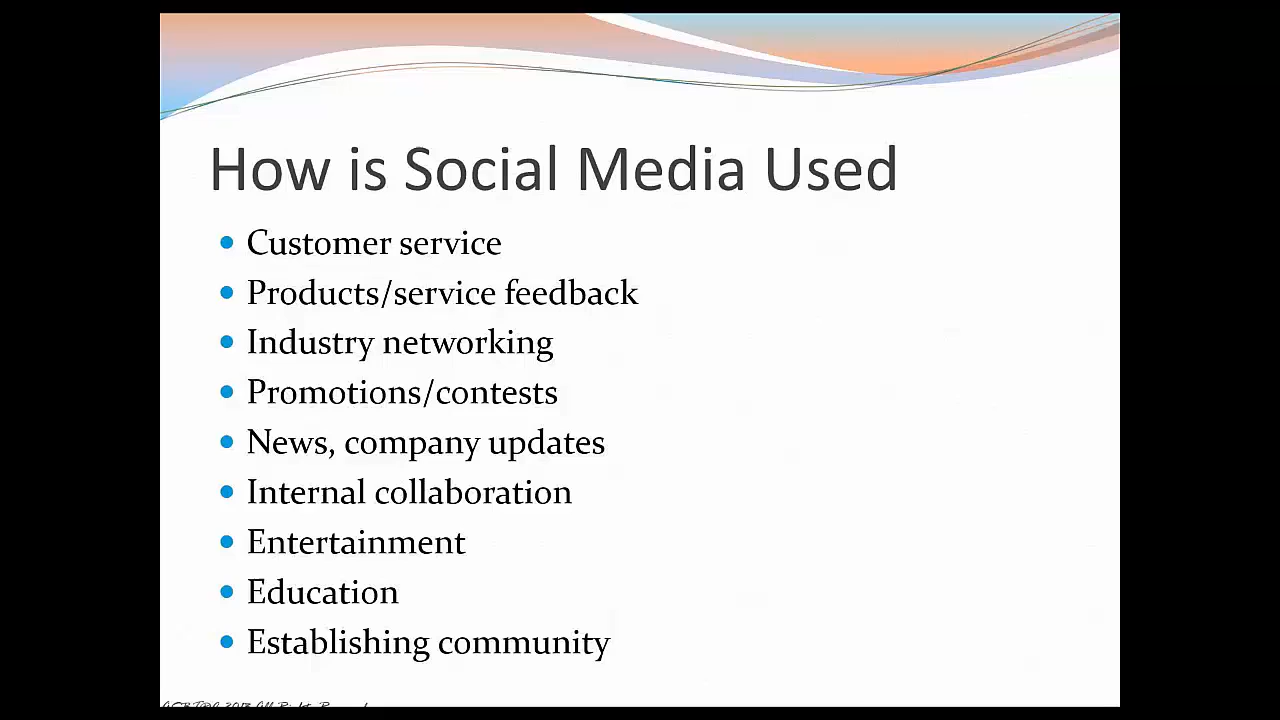 How is Social Media Used
Customer service
Products/service feedback
Industry networking
Promotions/contests
News, company updates
Internal collaboration
Entertainment
Education
Establishing community